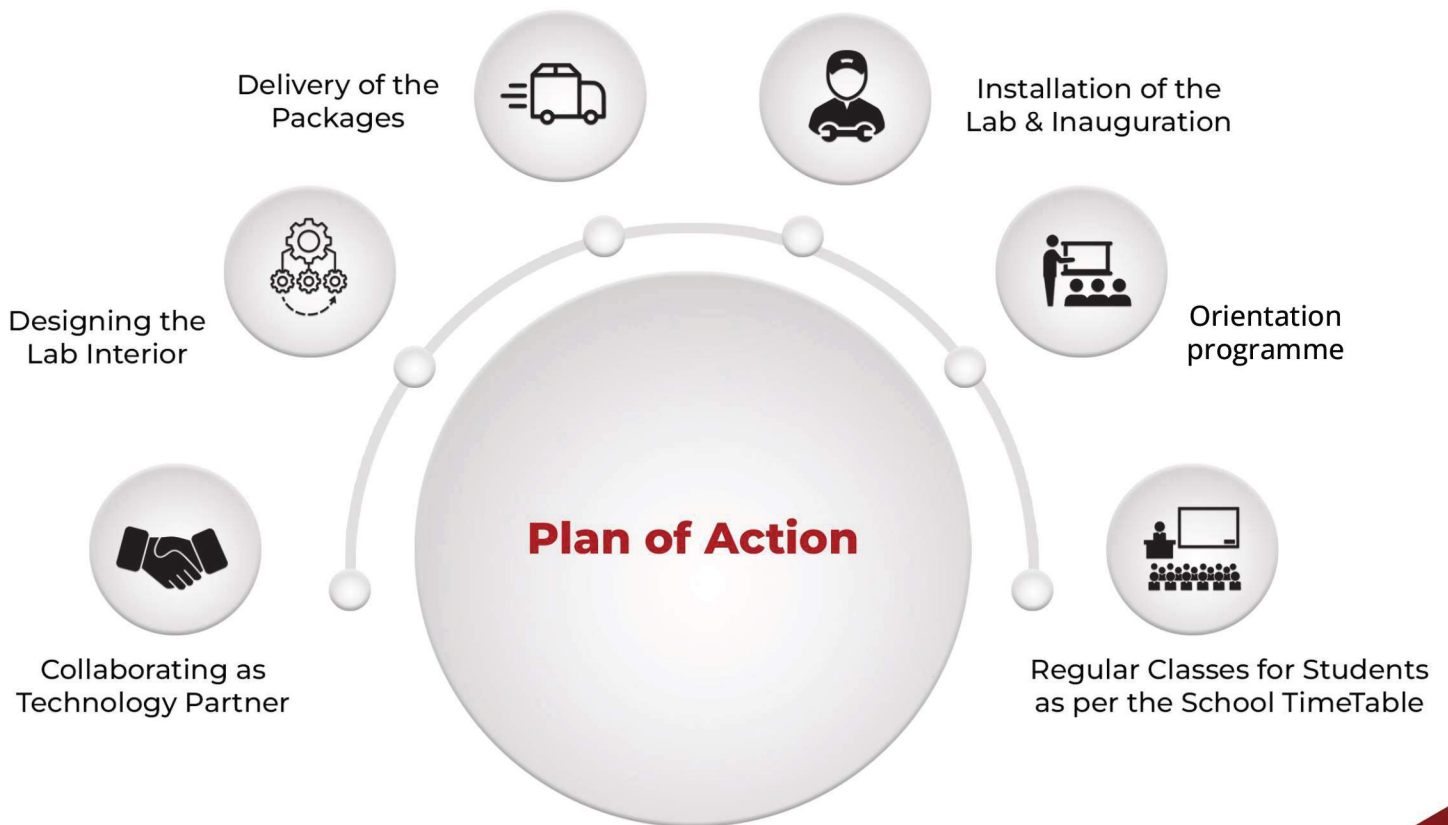 Delivery of the
Packages
Installation of the
Lab & Inauguration
Designing the
Lab Interior
Orientation
programme
Plan of Action
Collaborating as
Technology Partner
Regular Classes for Students
as per the School TimeTable